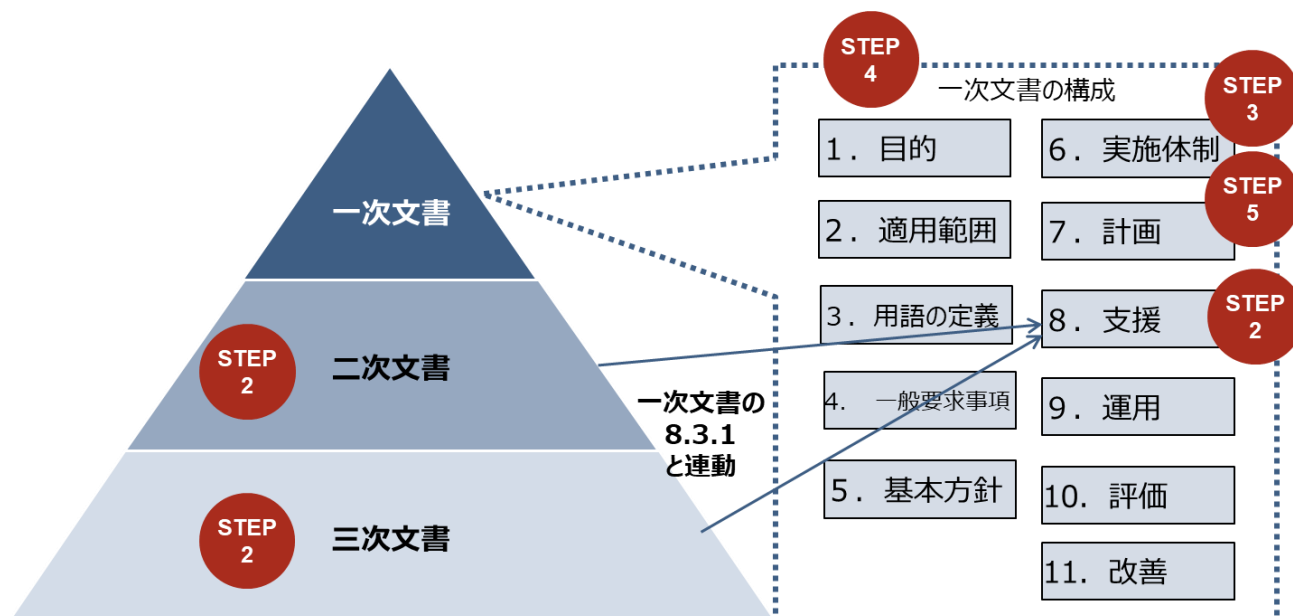 一次文書
STEP
2
二次文書
STEP
2
三次文書
一次文書の
8.3.1
と連動
STEP
4
一次文書の構成
STEP
3
1．目的
2．適用範囲
3．用語の定義
4.　一般要求事項
5．基本方針
6．実施体制
STEP
5
7．計画
8．支援
STEP
2
9．運用
10．評価
11．改善